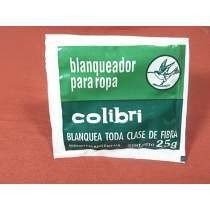 blanqueador
para ropa
colibri
BLANQUEA TODA CLASE DE FIBRA
25g